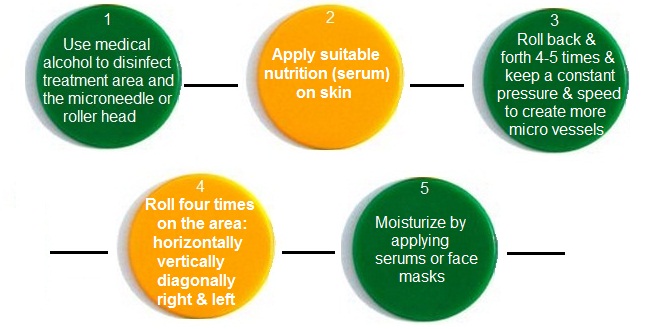 1
Use medical
alcohol to disinfect
treatment area and
the microneedle or
roller head
2
Apply suitable
nutrition (serum)
on skin
3
Roll back &
forth 4-5 times &
keep a constant
pressure & speed
to create more
micro vessels
4
Roll four times
on the area:
horizontally
vertically
diagonally
right & left
5
Moisturize by
applying
serums or face
masks